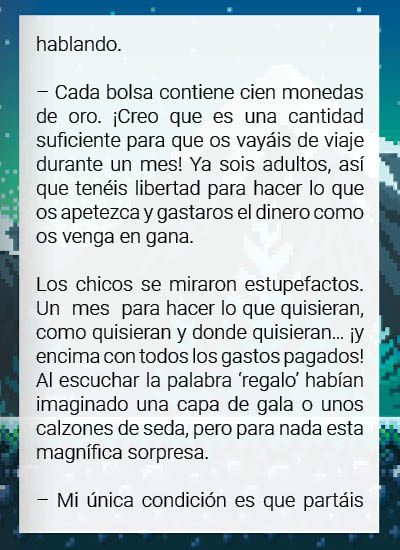 hablando.
– Cada bolsa contiene cien monedas
de oro. ¡Creo que es una cantidad
suficiente para que os vayáis de viaje
durante un mes! Ya sois adultos, así
que tenéis libertad para hacer lo que
os apetezca y gastaros el dinero como
os venga en gana.
Los chicos se miraron estupefactos.
Un mes para hacer lo que quisieran,
como quisieran y donde quisieran... ¡y
encima con todos los gastos pagados!
Al escuchar la palabra ‘regalo’ habían
imaginado una capa de gala o unos
calzones de seda, pero para nada esta
magnífica sorpresa.
– Mi única condición es que partáis